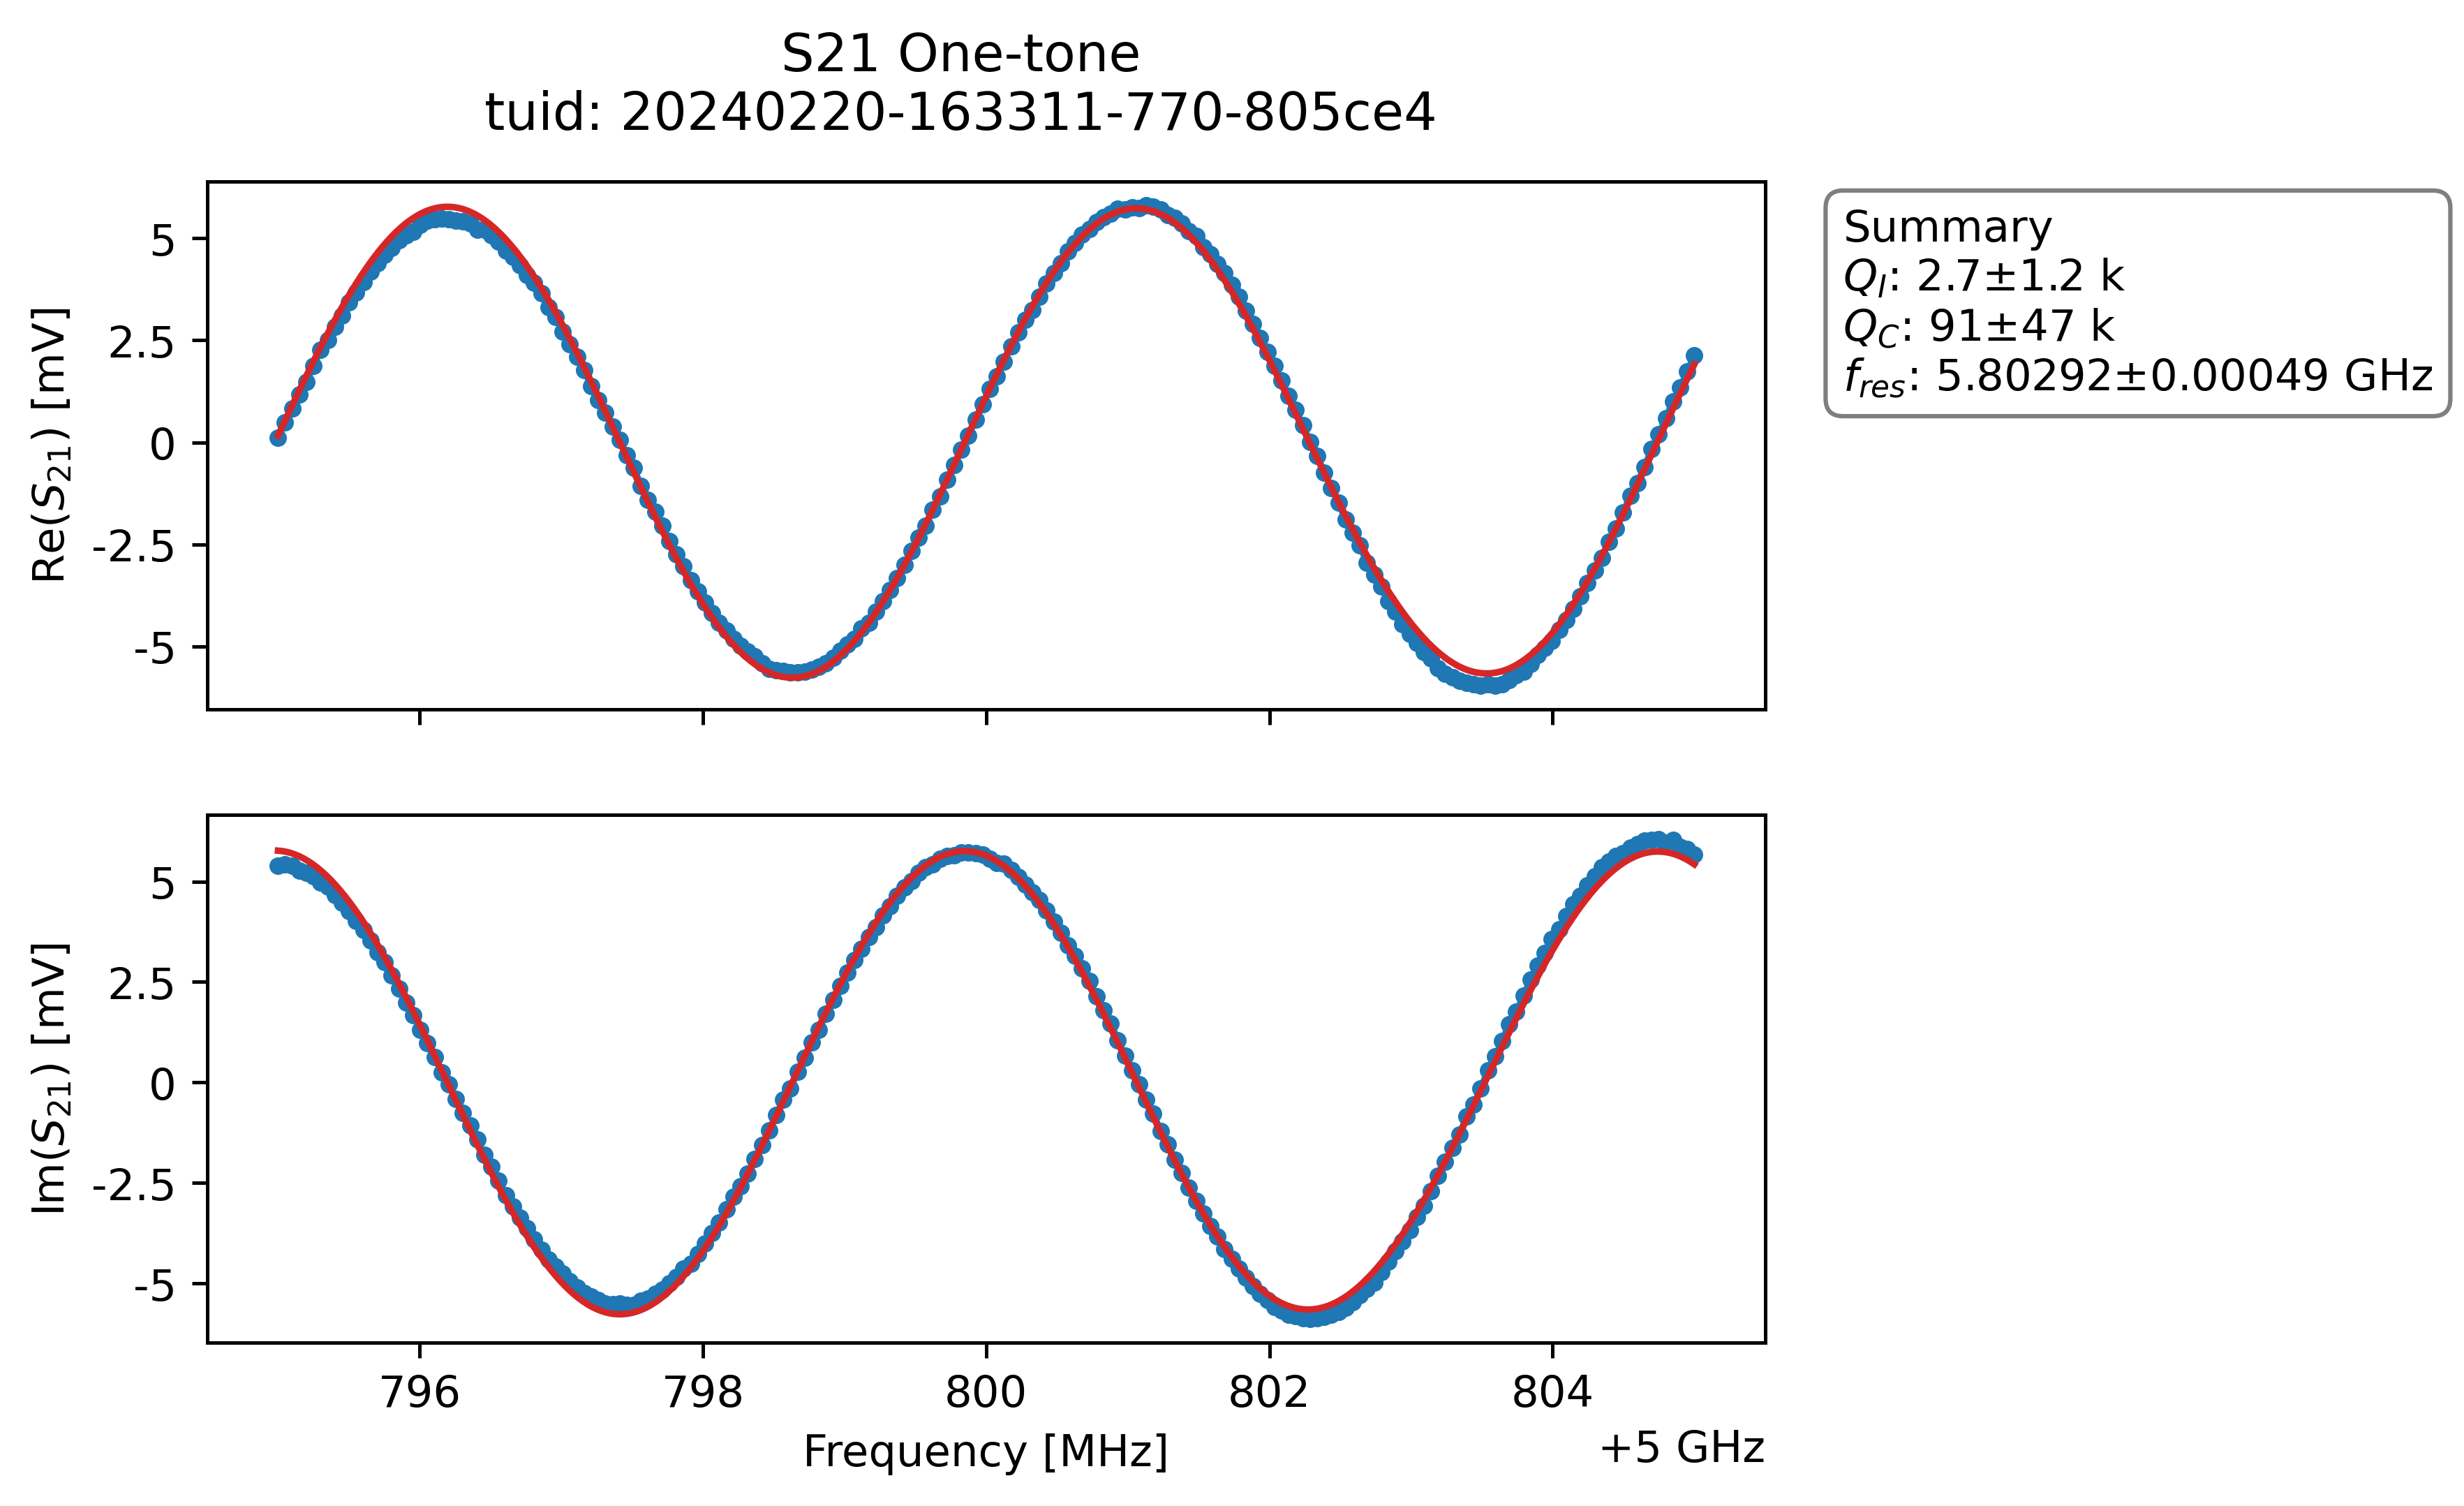 S21 One-tone
tuid: 20240220-163311-770-805ce4
Re(S21) [mV]
5
2.5
0
-2.5
-5
Summary
QI: 2.7±1.2 k
QC: 91±47 k
fres: 5.80292±0.00049 GHz
Im(S21) [mV]
5
2.5
0
-2.5
-5
796 798 800 802 804
Frequency [MHz]
+5 GHz